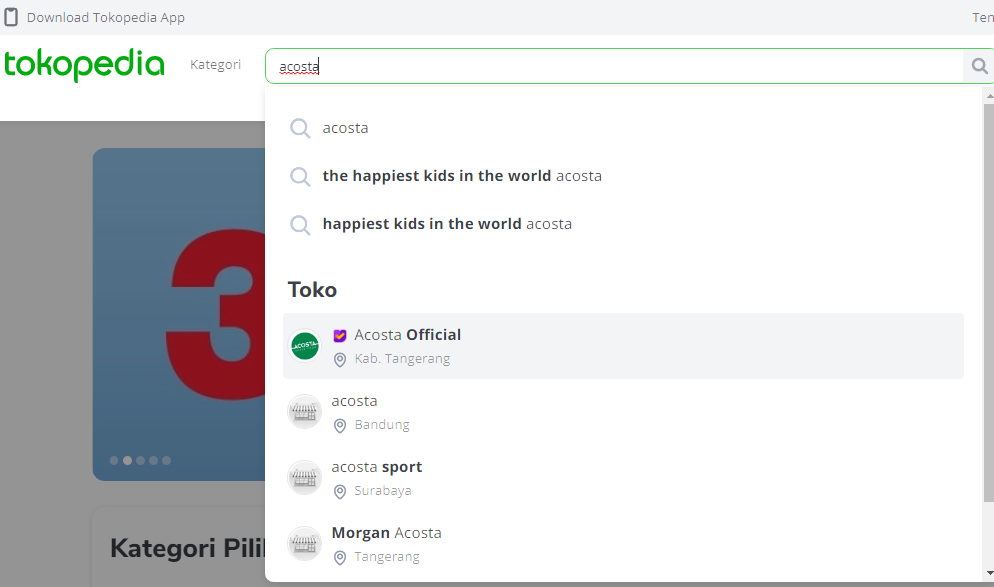 Download Tokopedia App
Ten
tokopedia
Kategori
acosta
acosta
the happiest kids in the world acosta
happiest kids in the world acosta
Toko
3
ACOSTA
Acosta Official
Kab. Tangerang
acosta
Bandung
acosta sport
Surabaya
Morgan Acosta
Tangerang
Kategori Pilil